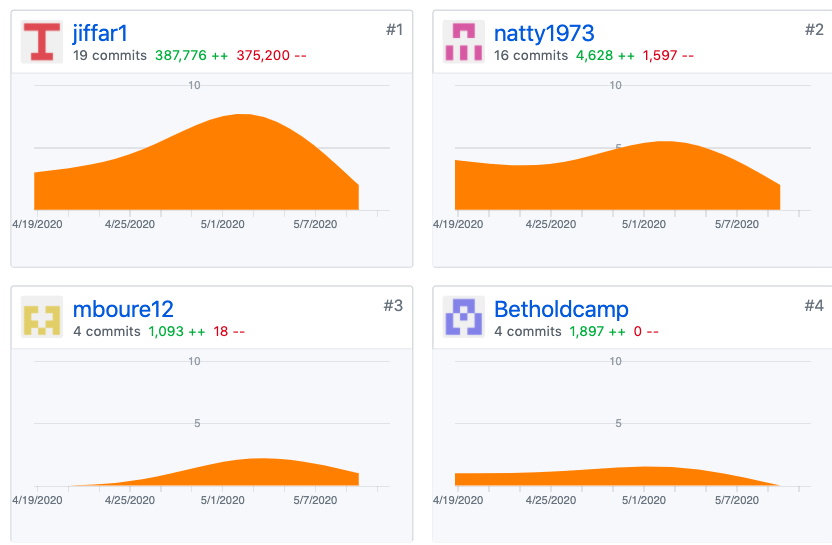 jiffar1 #1
19 commits 387,776 ++ 375,200 --
10
4/19/2020 4/25/2020 5/1/2020 5/7/2020
natty1973 #2
16 commits 4,628 ++ 1,597 --
10
5
4/19/2020 4/25/2020 5/1/2020 5/7/2020
mboure12 #3
4 commits 1,093 ++ 18 --
10
5
4/19/2020 4/25/2020 5/1/2020 5/7/2020
Betholdcamp #4
4 commits 1,897 ++ 0 --
10
5
4/19/2020 4/25/2020 5/1/2020 5/7/2020